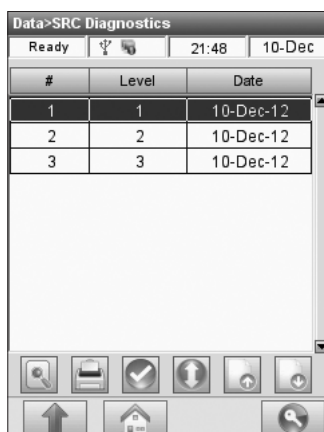 Data>SRC Diagnostics
Ready 21:48 10-Dec
# Level Date
1 1 10-Dec-12
2 2 10-Dec-12
3 3 10-Dec-12